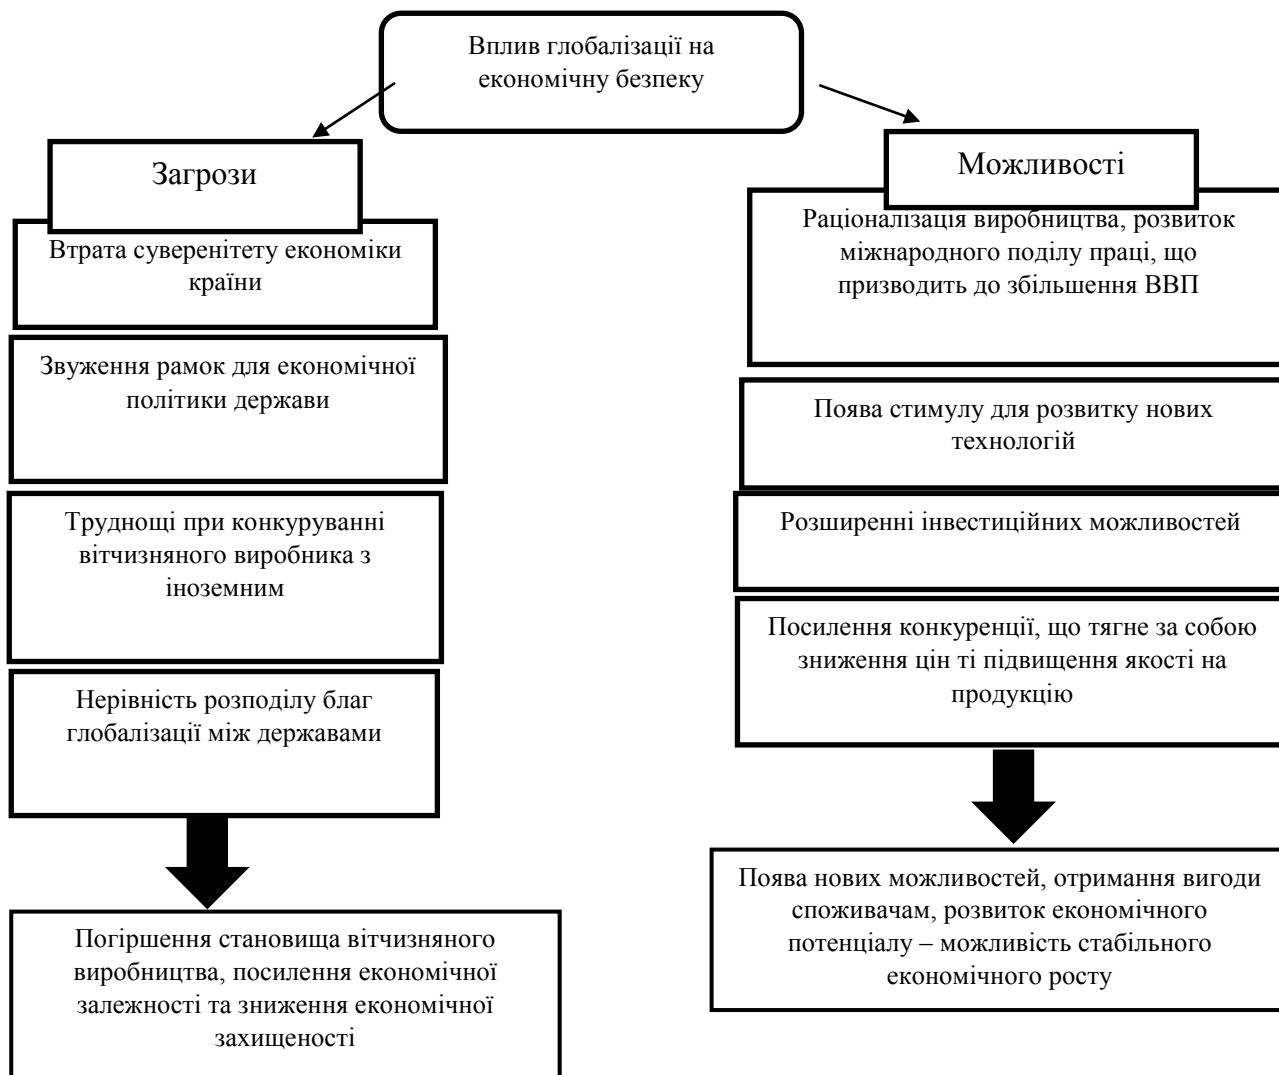 Вплив глобалізації на
економічну безпеку
Загрози
Втрата суверенітету економіки
країни
Звуження рамок для економічної
політики держави
Труднощі при конкуруванні
вітчизняного виробника з
іноземним
Нерівність розподілу благ
глобалізації між державами
Погіршення становища вітчизняного
виробництва, посилення економічної
залежності та зниження економічної
захищеності
Можливості
Раціоналізація виробництва, розвиток
міжнародного поділу праці, що
призводить до збільшення ВВП
Поява стимулу для розвитку нових
технологій
Розширенні інвестиційних можливостей
Посилення конкуренції, що тягне за собою
зниження цін ті підвищення якості на
продукцію
Поява нових можливостей, отримання вигоди
споживачам, розвиток економічного
потенціалу – можливість стабільного
економічного росту